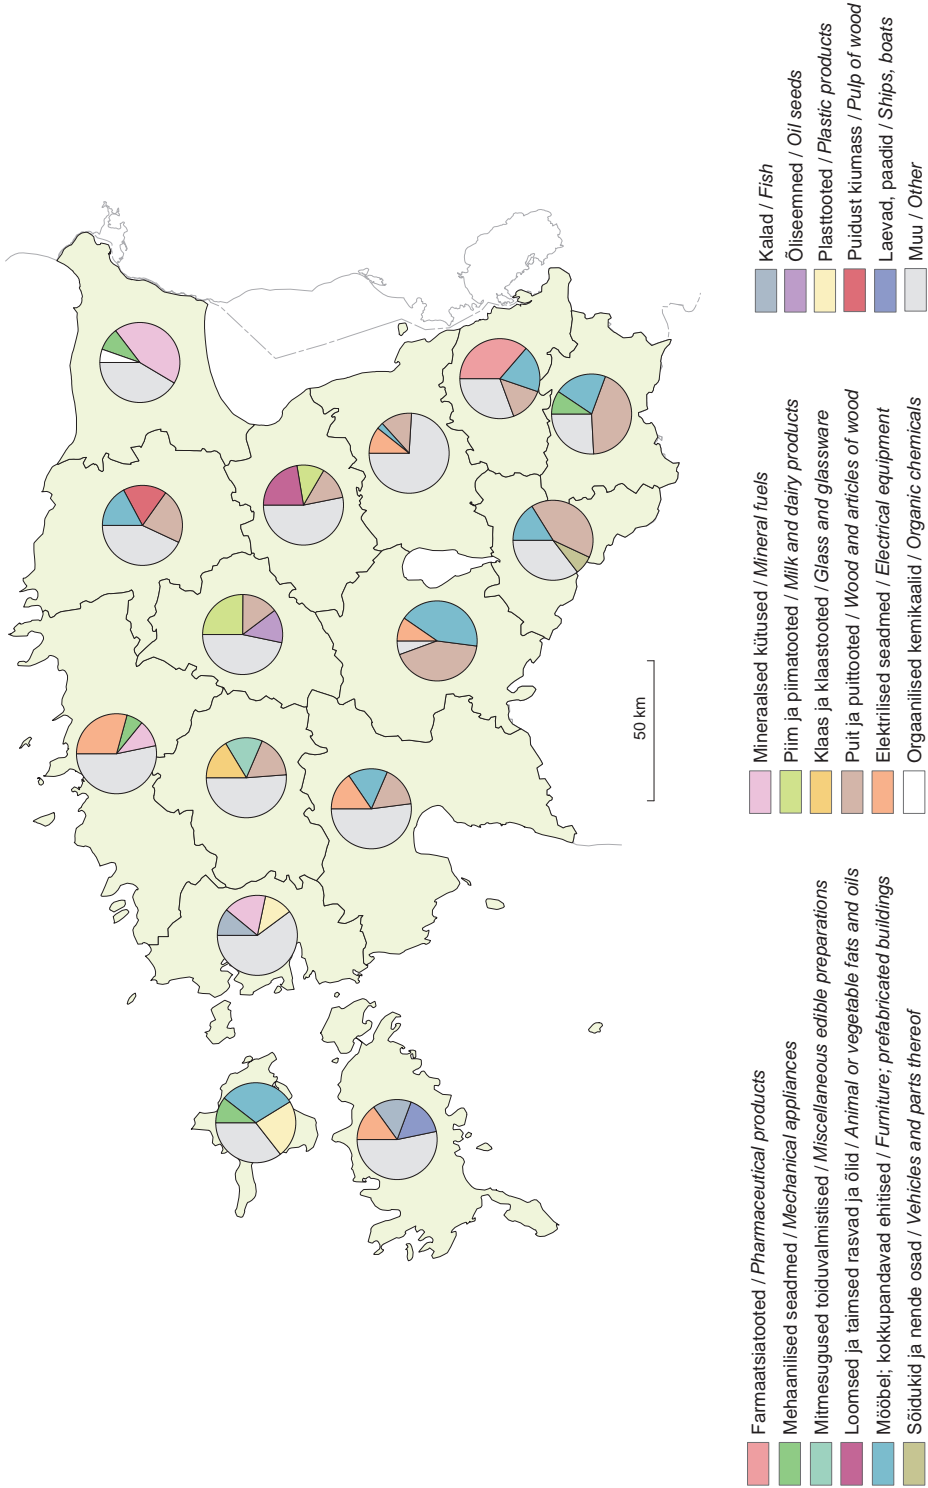 50 km
Farmaatsiatooted / Pharmaceutical products
Mehaanilised seadmed / Mechanical appliances
Mitmesugused toiduvalmistised / Miscellaneous edible preparations
Loomsed ja taimsed rasvad ja õlid / Animal or vegetable fats and oils
Mööbel; kokkupandavad ehitised / Furniture; prefabricated buildings
Sõidukid ja nende osad / Vehicles and parts thereof
Mineraalsed kütused / Mineral fuels
Piim ja piimatooted / Milk and dairy products
Klaas ja klaastooted / Glass and glassware
Puit ja puittooted / Wood and articles of wood
Elektrilised seadmed / Electrical equipment
Orgaanilised kemikaalid / Organic chemicals
Kalad / Fish
Õliseemned / Oil seeds
Plasttooted / Plastic products
Puidust kiumass / Pulp of wood
Laevad, paadid / Ships, boats
Muu / Other